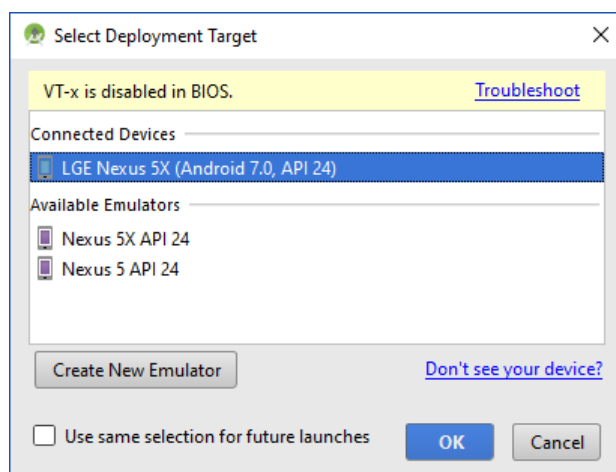 Select Deployment Target
VT-x is disabled in BIOS. Troubleshoot
Connected Devices
LGE Nexus 5X (Android 7.0, API 24)
Available Emulators
Nexus 5X API 24
Nexus 5 API 24
Create New Emulator Don't see your device?
Use same selection for future launches OK Cancel